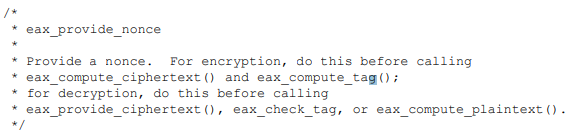 /*
* eax_provide_nonce
*
* Provide a nonce.  For encryption, do this before calling
* eax_compute_ciphertext() and eax_compute_tag();
* for decryption, do this before calling
* eax_provide_ciphertext(), eax_check_tag, or eax_compute_plaintext().
*/